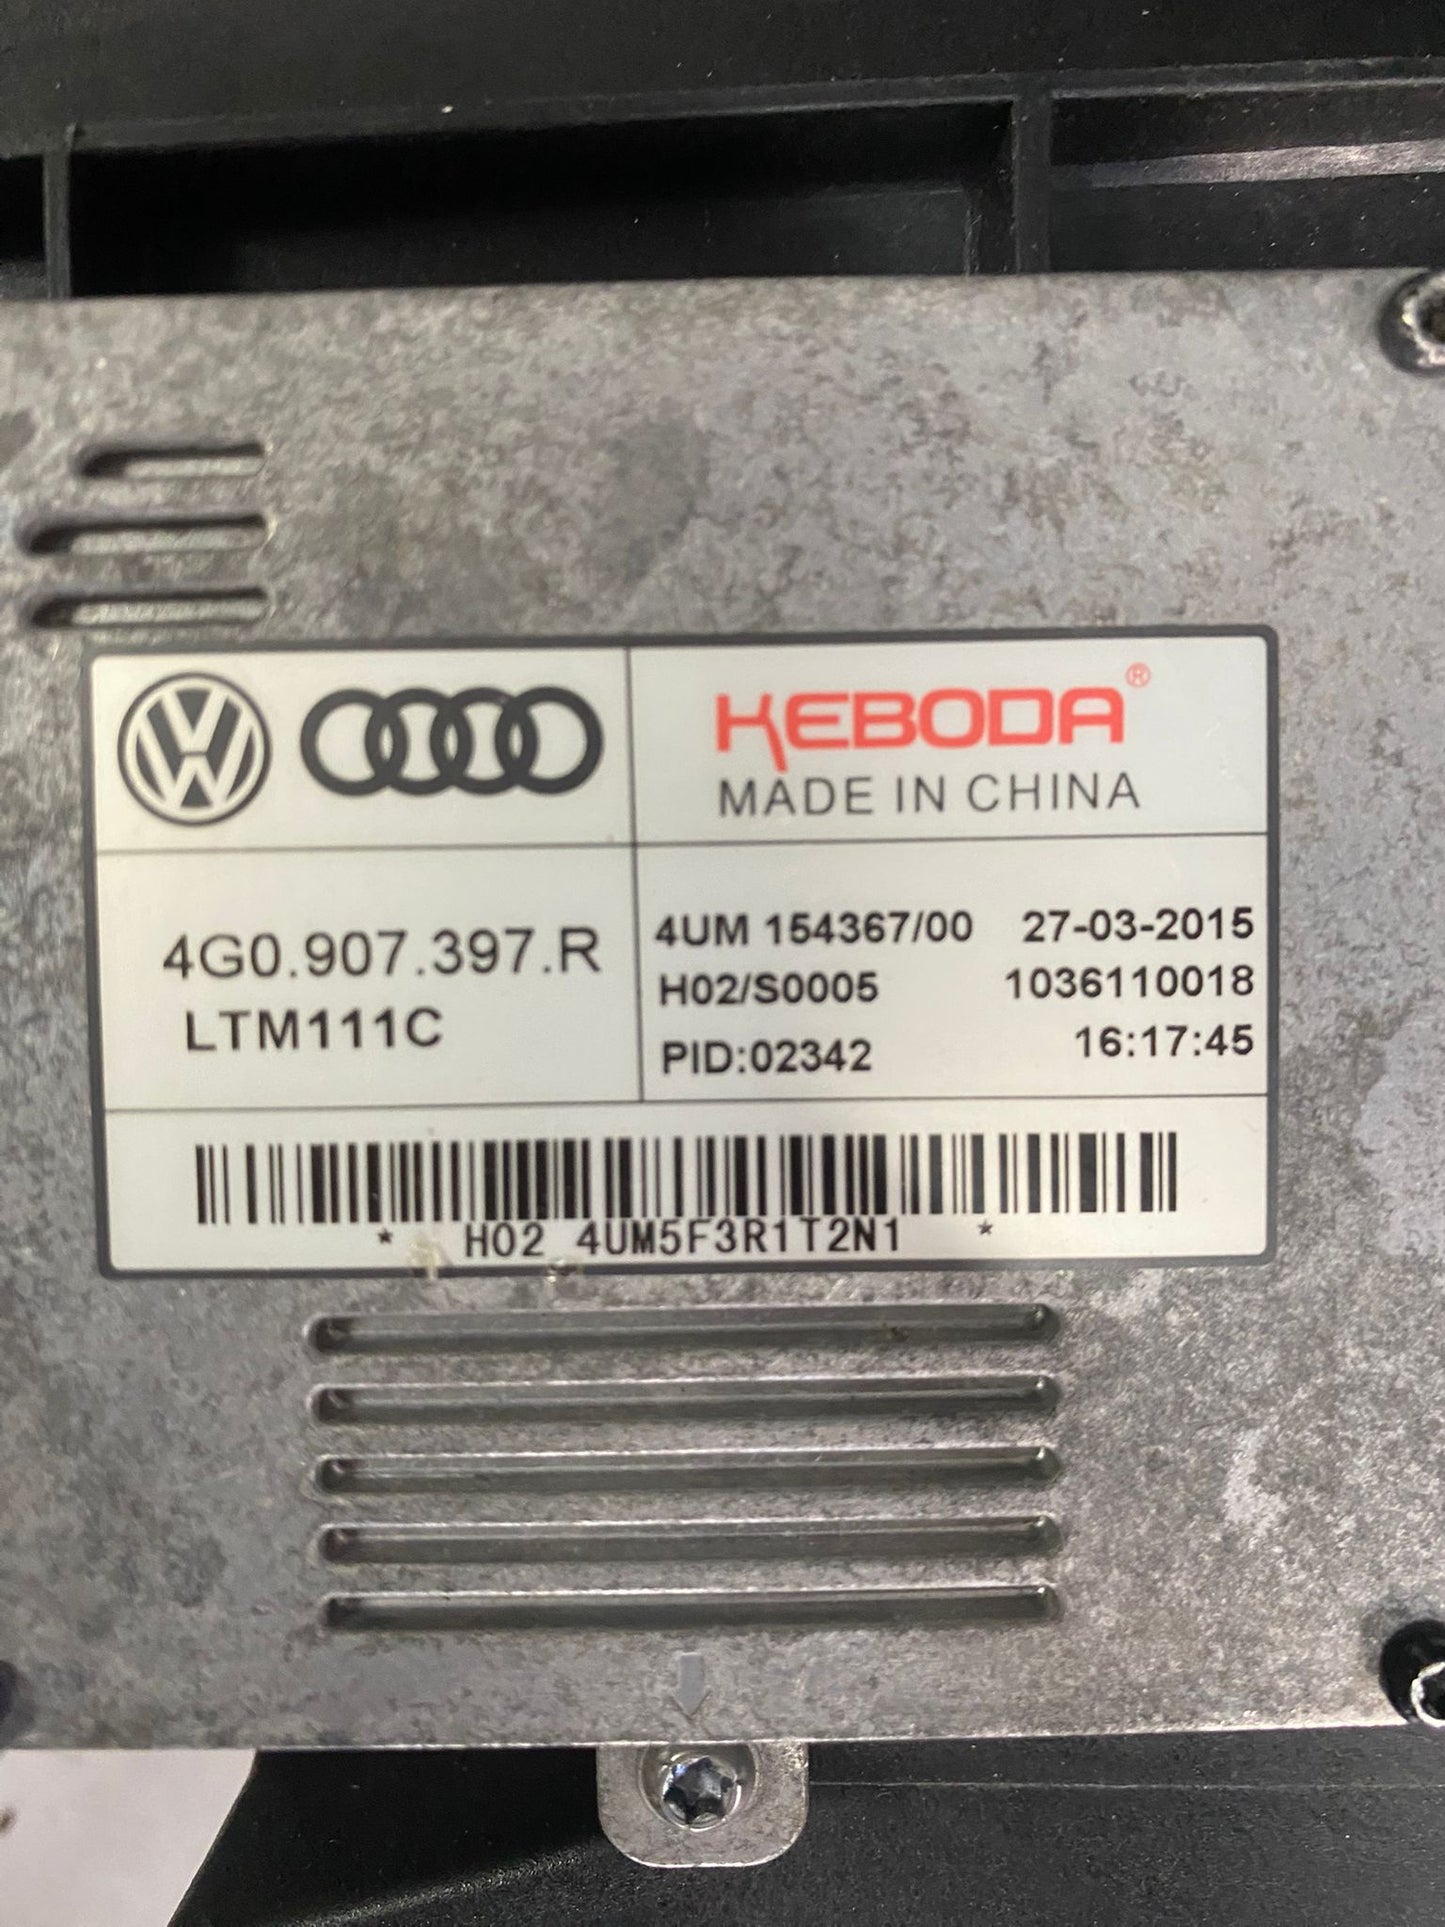 KEBODA®
MADE IN CHINA
4G0.907.397.R
LTM111C
4UM 154367/00 27-03-2015
H02/S0005 1036110018
PID:02342 16:17:45
* H02 4UM5F3R1T2N1 *